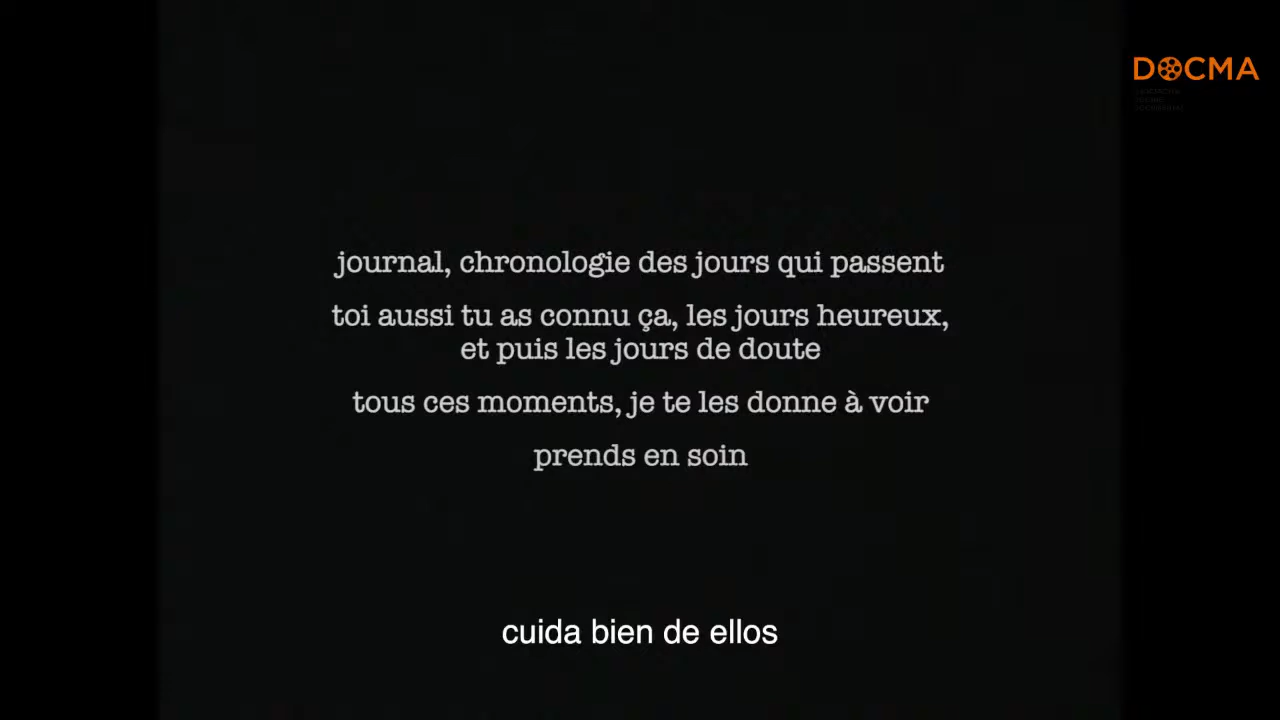 DOCMA
journal, chronologie des jours qui passent
toi aussi tu as connu ça, les jours heureux,
et puis les jours de doute
tous ces moments, je te les donne à voir
prends en soin
cuida bien de ellos